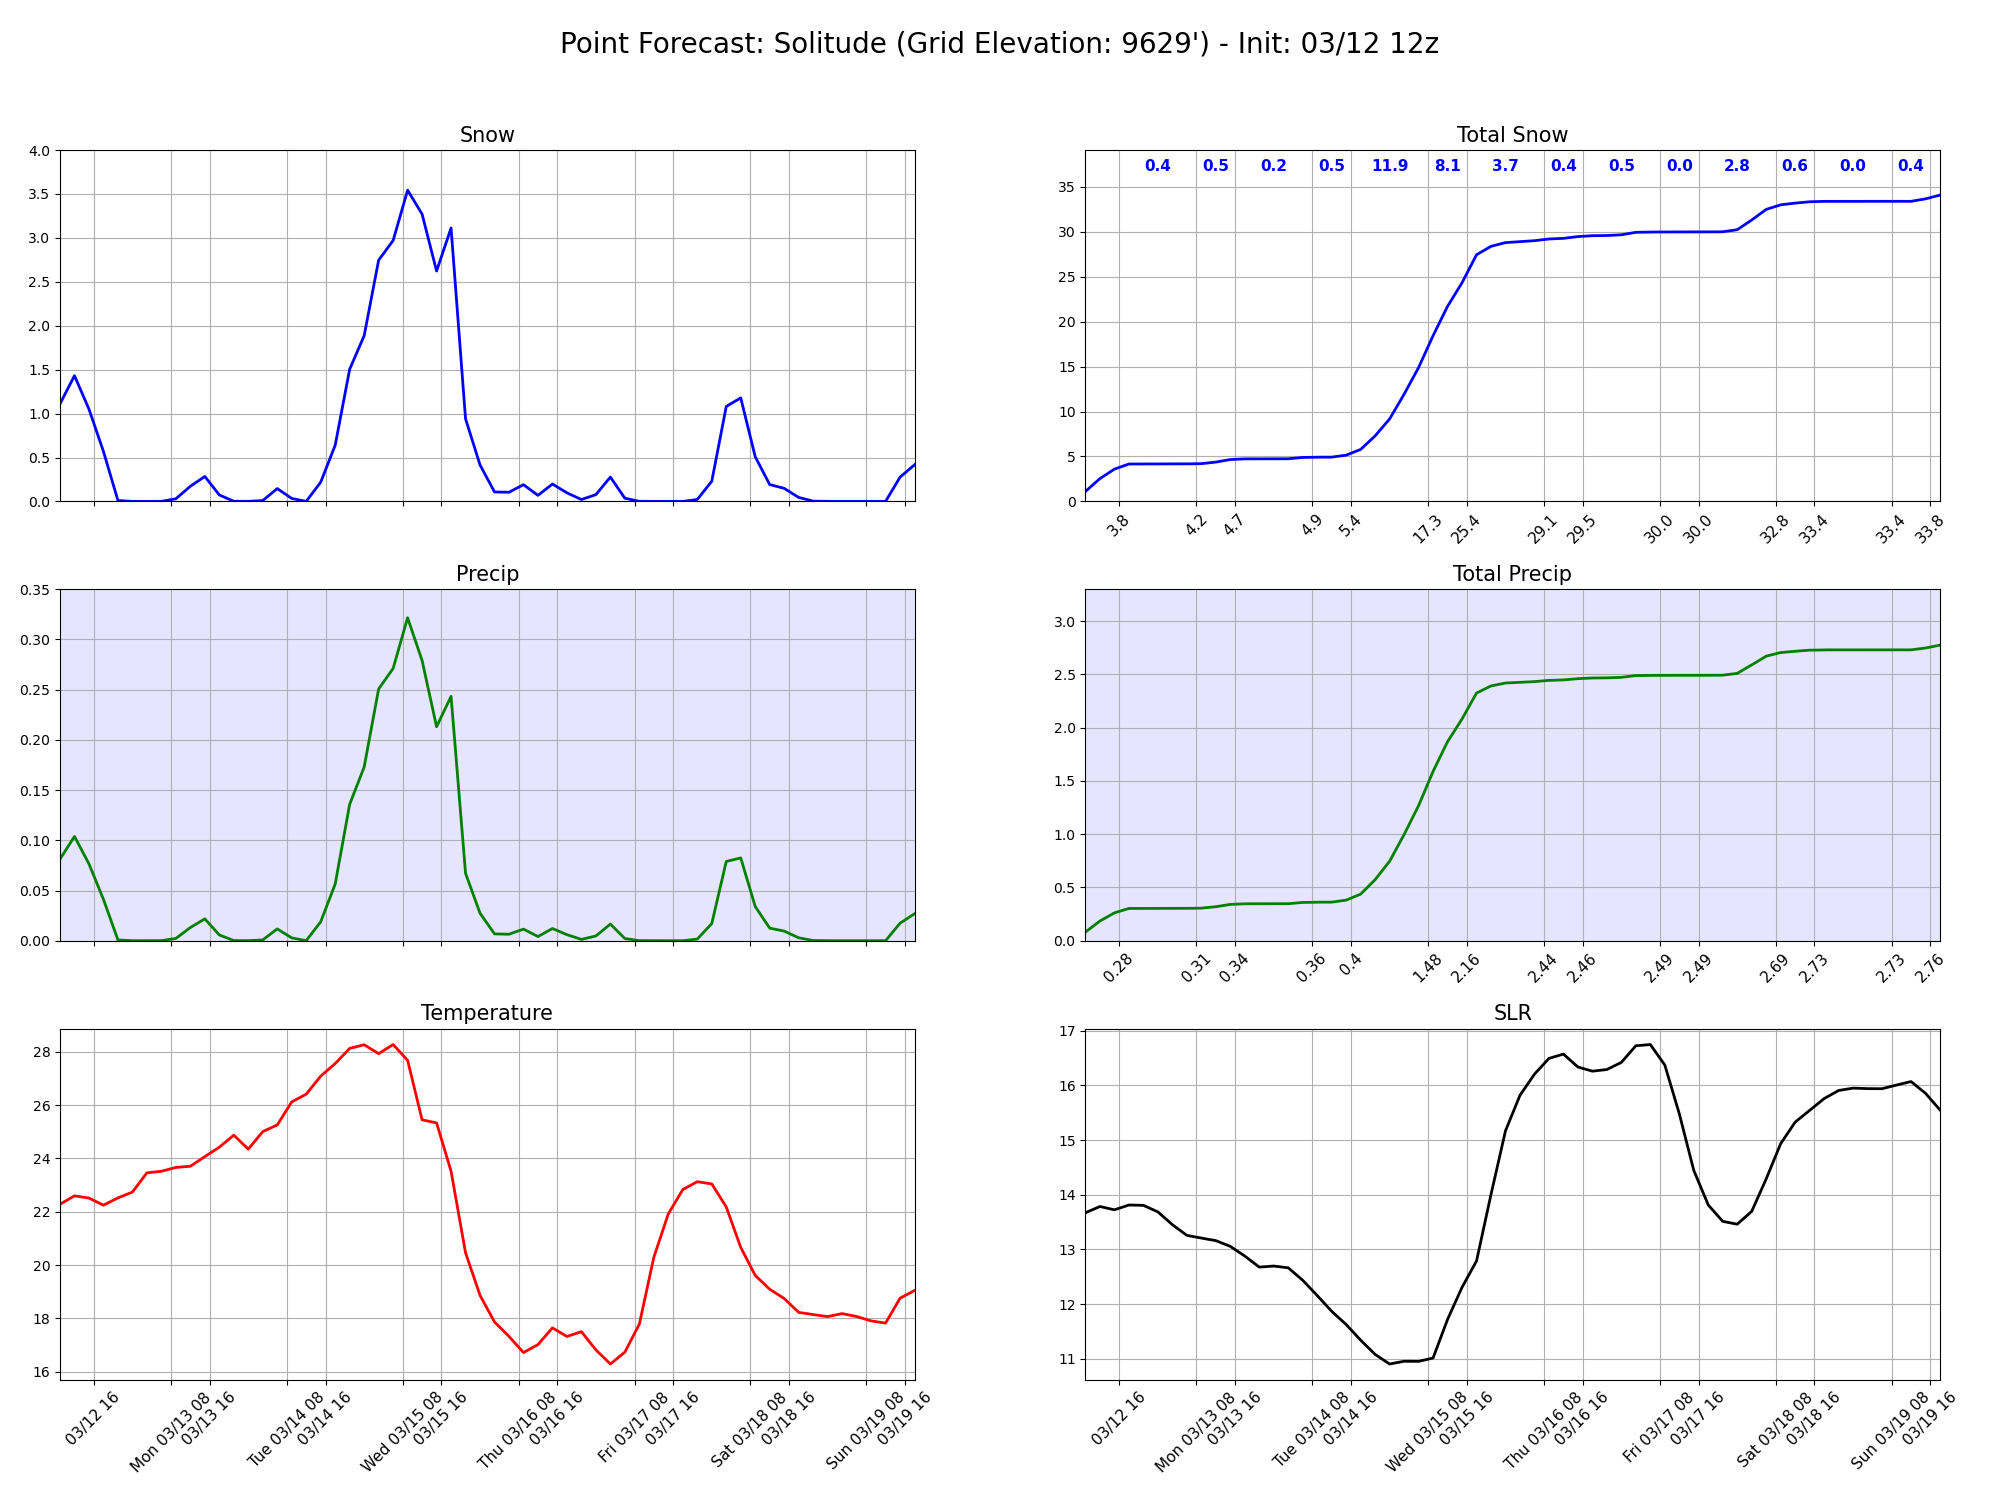 Point Forecast: Solitude (Grid Elevation: 9629') - Init: 03/12 12z
Snow
4.0
3.5
3.0
2.5
2.0
1.5
1.0
0.5
0.0
Total Snow
0.4 0.5 0.2 0.5 11.9 8.1 3.7 0.4 0.5 0.0 2.8 0.6 0.0 0.4
35
30
25
20
15
10
5
0
3.8 4.2 4.7 4.9 5.4 17.3 25.4 29.1 29.5 30.0 30.0 32.8 33.4 33.4 33.8
Precip
0.35
0.30
0.25
0.20
0.15
0.10
0.05
0.00
Total Precip
3.0
2.5
2.0
1.5
1.0
0.5
0.0
0.28 0.31 0.34 0.36 0.4 1.48 2.16 2.44 2.46 2.49 2.49 2.69 2.73 2.73 2.76
Temperature
28
26
24
22
20
18
16
03/12 16
Mon 03/13 08
03/13 16
Tue 03/14 08
03/14 16
Wed 03/15 08
03/15 16
Thu 03/16 08
03/16 16
Fri 03/17 08
03/17 16
Sat 03/18 08
03/18 16
Sun 03/19 08
03/19 16
SLR
17
16
15
14
13
12
11
03/12 16
Mon 03/13 08
03/13 16
Tue 03/14 08
03/14 16
Wed 03/15 08
03/15 16
Thu 03/16 08
03/16 16
Fri 03/17 08
03/17 16
Sat 03/18 08
03/18 16
Sun 03/19 08
03/19 16